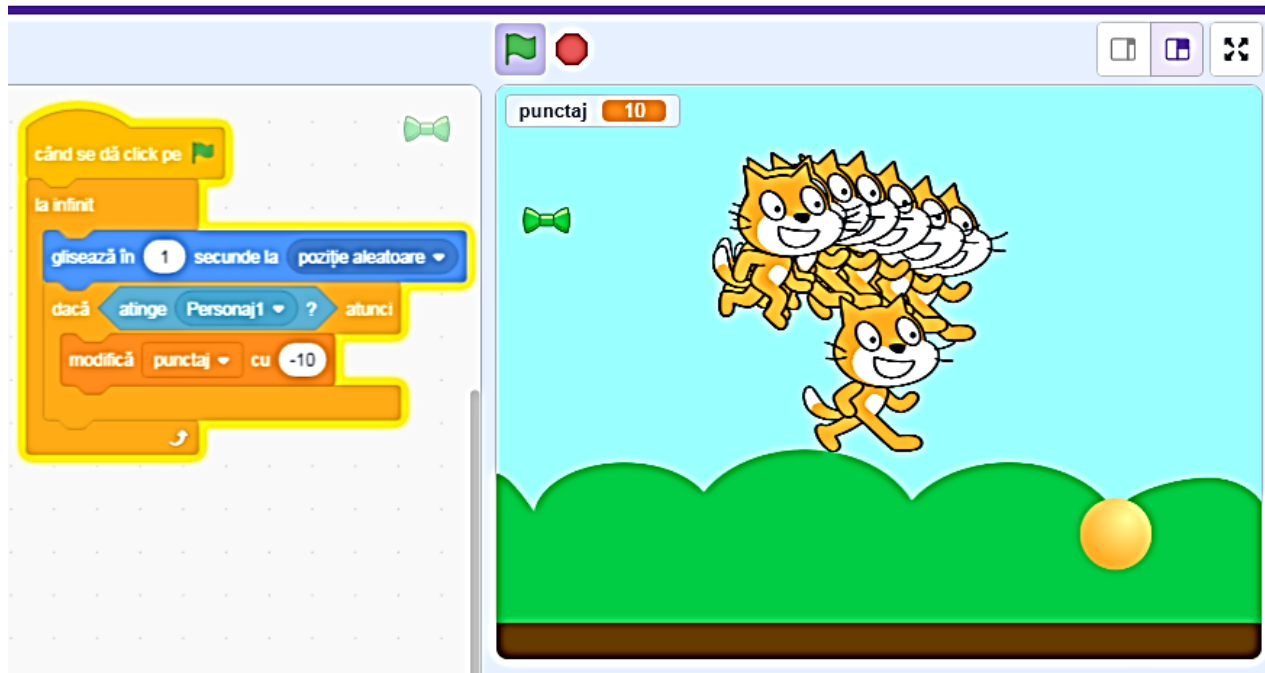 când se dă click pe
la infinit
glisează în 1 secunde la poziție aleatoare
dacă atinge Personaj1 ? atunci
modifică punctaj cu -10
punctaj 10